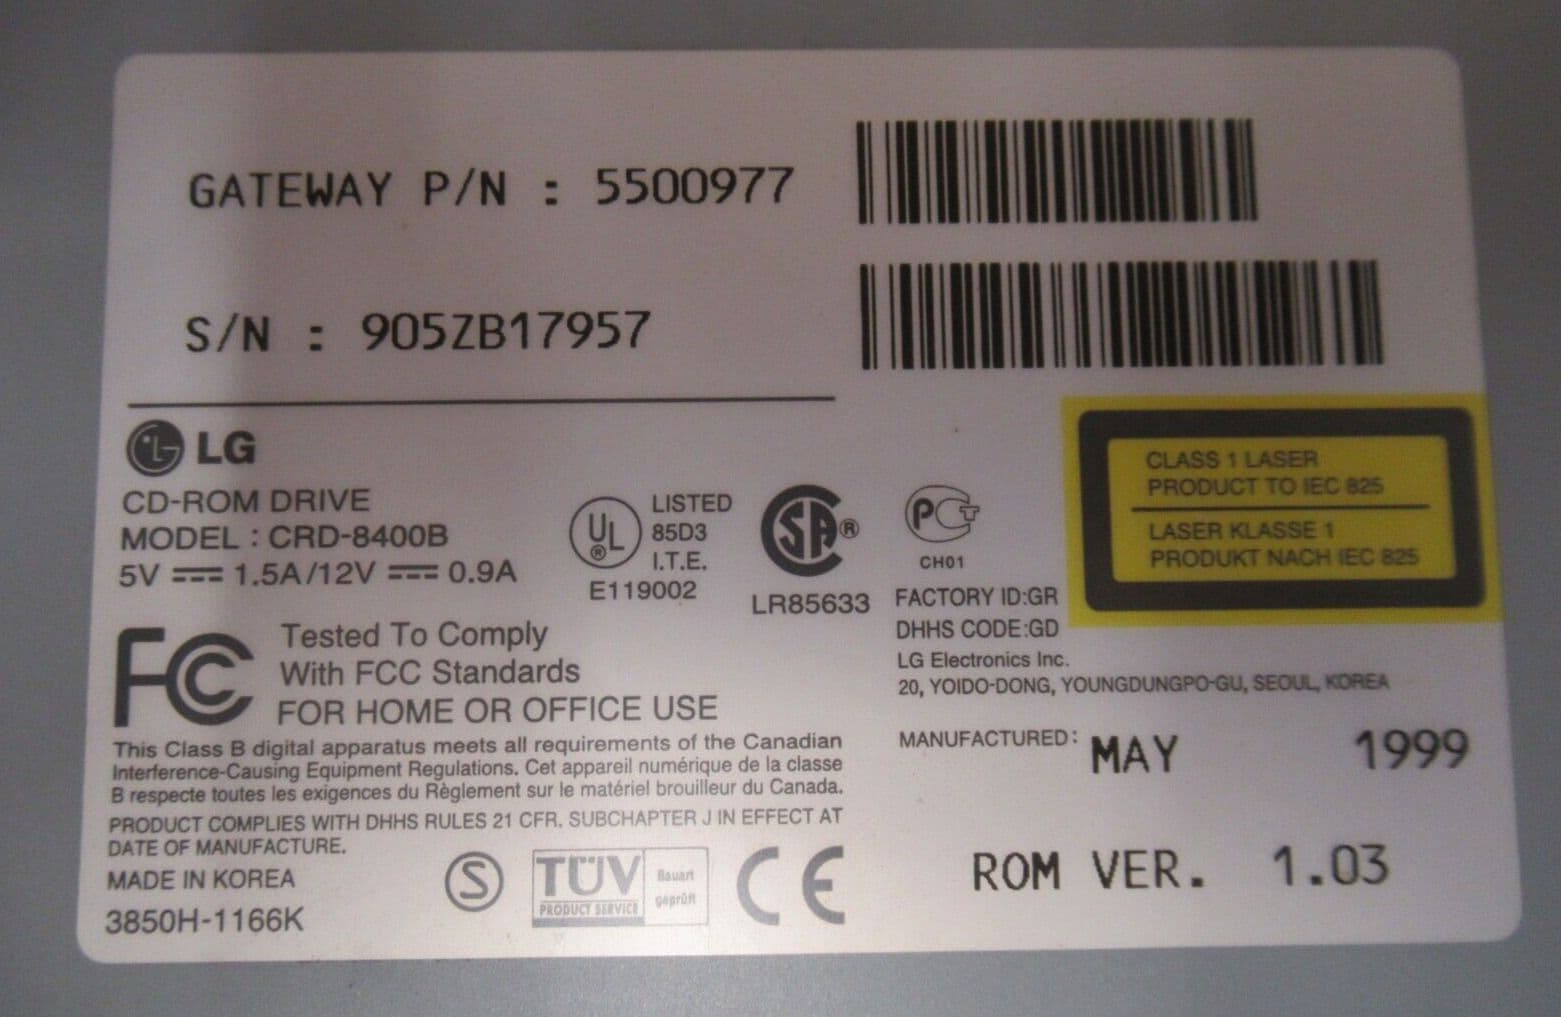 GATEWAY P/N : 5500977
S/N : 905ZB17957
LG
CD-ROM DRIVE
MODEL : CRD-8400B
5V ⎓ 1.5A/12V ⎓ 0.9A
UL ®
LISTED
85D3
I.T.E.
E119002
SA ®
LR85633
PCT
CH01
CLASS 1 LASER
PRODUCT TO IEC 825
LASER KLASSE 1
PRODUKT NACH IEC 825
FACTORY ID:GR
DHHS CODE:GD
LG Electronics Inc.
20, YOIDO-DONG, YOUNGDUNGPO-GU, SEOUL, KOREA
FC
Tested To Comply
With FCC Standards
FOR HOME OR OFFICE USE
This Class B digital apparatus meets all requirements of the Canadian
Interference-Causing Equipment Regulations. Cet appareil numérique de la classe
B respecte toutes les exigences du Règlement sur le matériel brouilleur du Canada.
PRODUCT COMPLIES WITH DHHS RULES 21 CFR. SUBCHAPTER J IN EFFECT AT
DATE OF MANUFACTURE.
MADE IN KOREA
3850H-1166K
S
TÜV
PRODUCT SERVICE
Bauart
geprüft
CE
MANUFACTURED: MAY 1999
ROM VER. 1.03